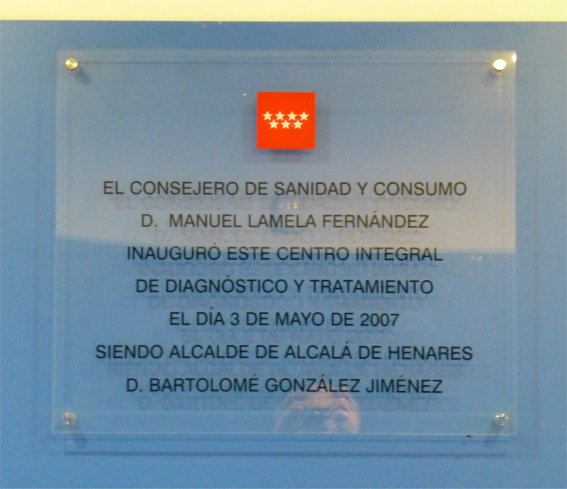 EL CONSEJERO DE SANIDAD Y CONSUMO
D. MANUEL LAMELA FERNÁNDEZ
INAUGURÓ ESTE CENTRO INTEGRAL
DE DIAGNÓSTICO Y TRATAMIENTO
EL DÍA 3 DE MAYO DE 2007
SIENDO ALCALDE DE ALCALÁ DE HENARES
D. BARTOLOMÉ GONZÁLEZ JIMÉNEZ